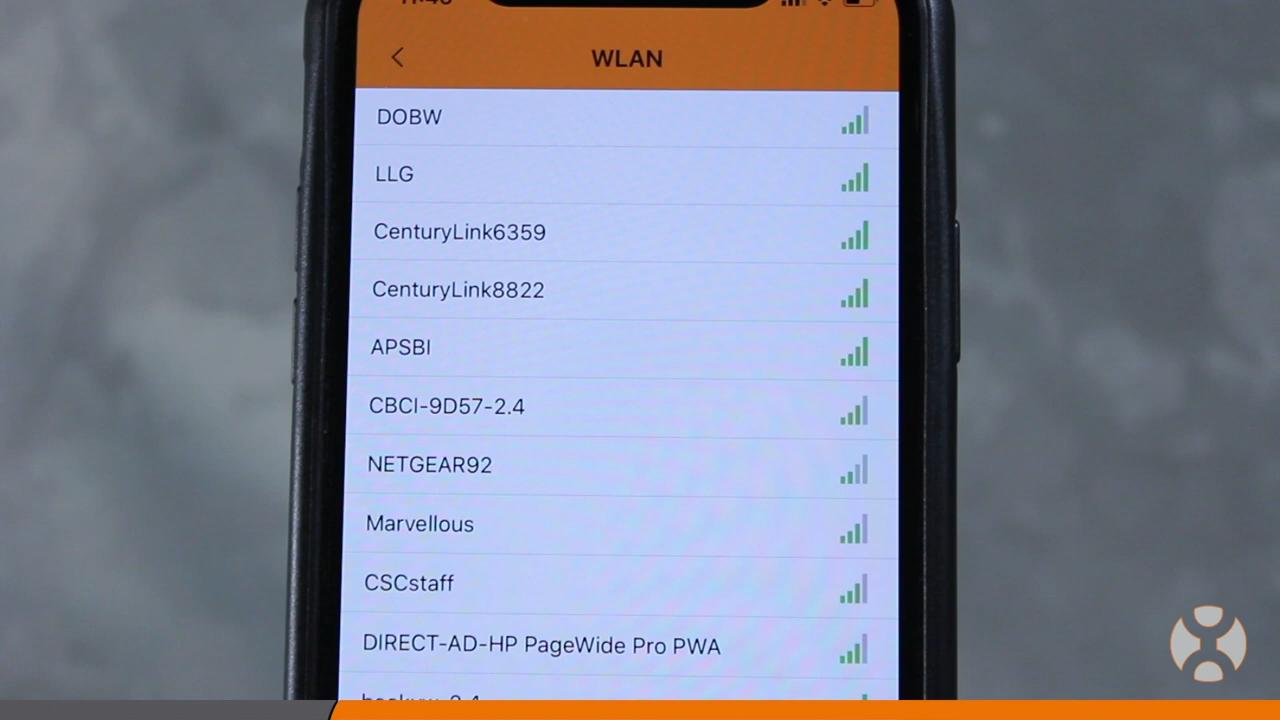 WLAN
DOBW
LLG
CenturyLink6359
CenturyLink8822
APSBI
CBCI-9D57-2.4
NETGEAR92
Marvellous
CSCstaff
DIRECT-AD-HP PageWide Pro PWA